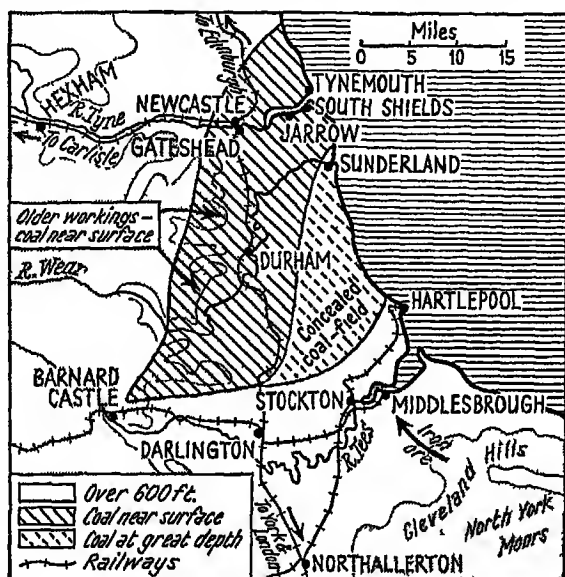 Miles
0 5 10 15
To Edinburgh
HEXHAM
R.Tyne
To Carlisle
NEWCASTLE
GATESHEAD
TYNEMOUTH
SOUTH SHIELDS
JARROW
SUNDERLAND
Older workings—
coal near surface
R. Wear
DURHAM
Concealed
coal-field
HARTLEPOOL
BARNARD
CASTLE
STOCKTON
MIDDLESBROUGH
DARLINGTON
R.Tees
Iron
ore
Cleveland Hills
North York
Moors
To York &
London
NORTHALLERTON
Over 600 ft.
Coal near surface
Coal at great depth
Railways